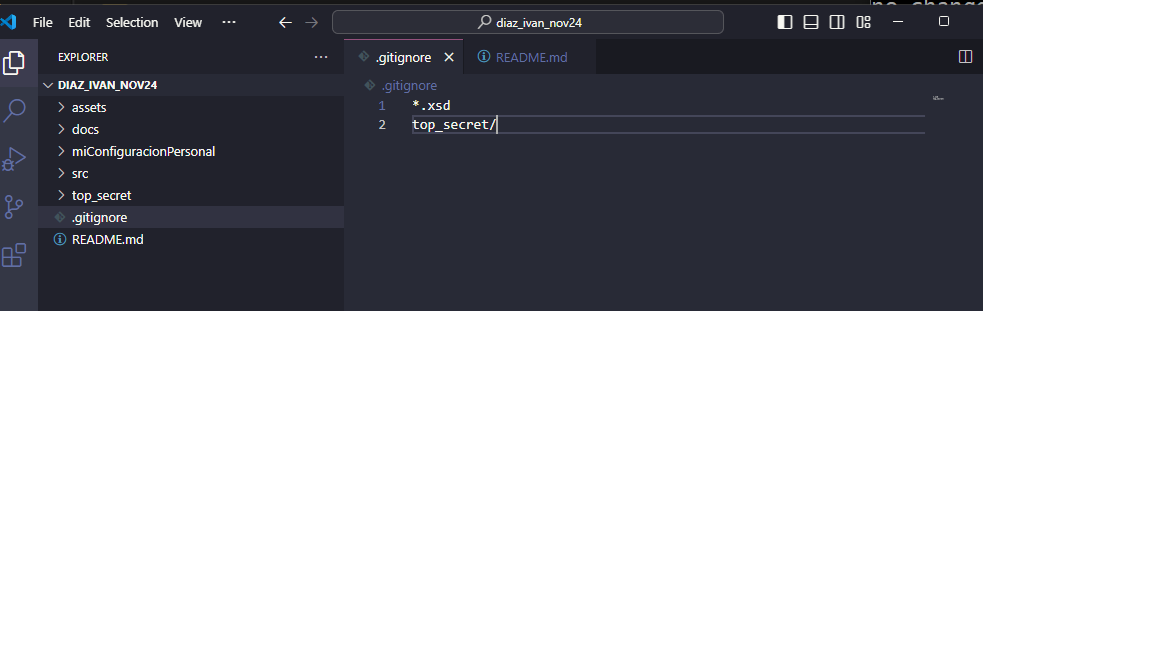 File Edit Selection View ··· diaz_ivan_nov24
EXPLORER ···
DIAZ_IVAN_NOV24
assets
docs
miConfiguracionPersonal
src
top_secret
.gitignore
README.md
.gitignore README.md
.gitignore
1 *.xsd
2 top_secret/